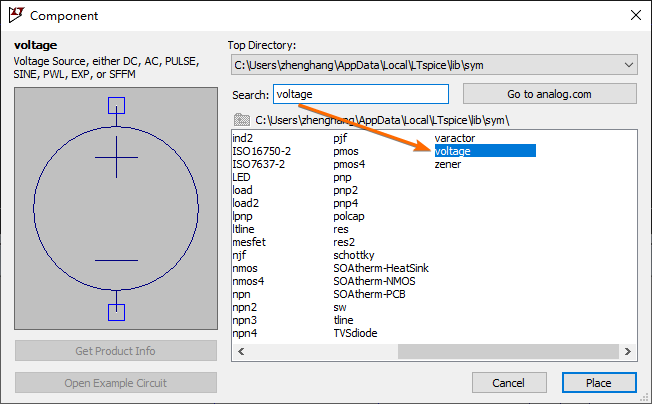 LT
Component
voltage
Voltage Source, either DC, AC, PULSE,
SINE, PWL, EXP, or SFFM
Top Directory:
C:\Users\zhenghang\AppData\Local\LTspice\lib\sym
Search:
voltage
Go to analog.com
C:\Users\zhenghang\AppData\Local\LTspice\lib\sym\
ind2
ISO16750-2
ISO7637-2
LED
load
load2
lpnp
ltline
mesfet
njf
nmos
nmos4
npn
npn2
npn3
npn4
pjf
pmos
pmos4
pnp
pnp2
pnp4
polcap
res
res2
schottky
SOAtherm-HeatSink
SOAtherm-NMOS
SOAtherm-PCB
sw
tline
TVSdiode
varactor
voltage
zener
Get Product Info
Open Example Circuit
Cancel
Place